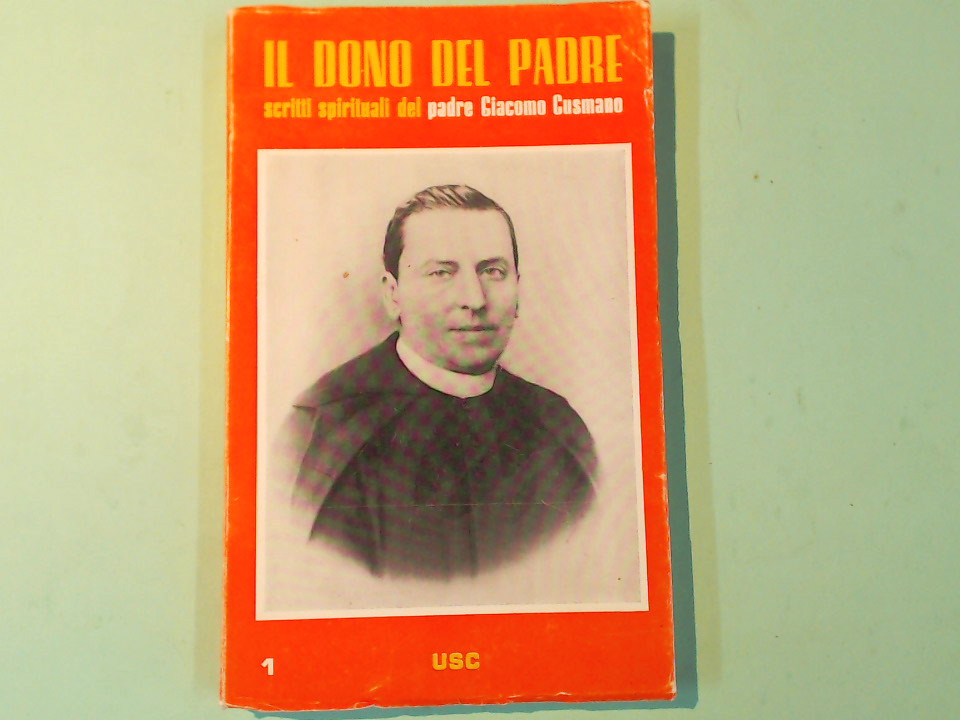 IL DONO DEL PADRE
scritti spirituali del padre Giacomo Cusmano
1
USC